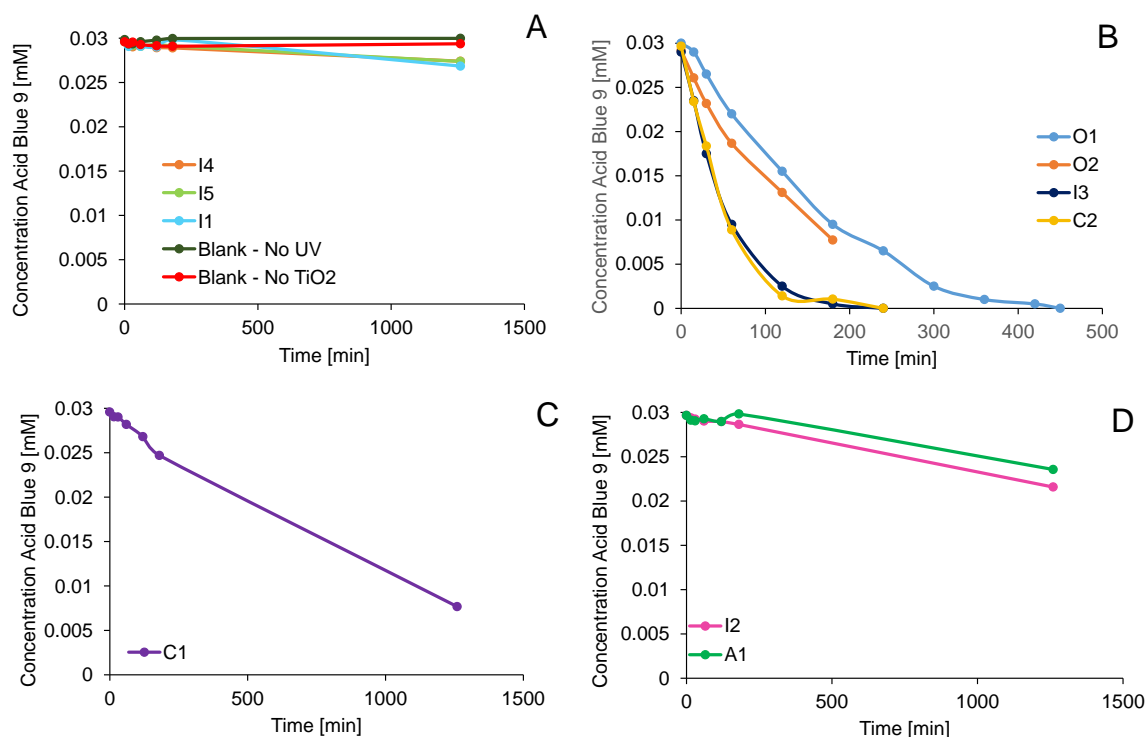 A
Concentration Acid Blue 9 [mM]
0.03
0.025
0.02
0.015
0.01
0.005
0
0
500
1000
1500
Time [min]
I4
I5
I1
Blank - No UV
Blank - No TiO2
B
Concentration Acid Blue 9 [mM]
0.03
0.025
0.02
0.015
0.01
0.005
0
0
100
200
300
400
500
Time [min]
O1
O2
I3
C2
C
Concentration Acid Blue 9 [mM]
0.03
0.025
0.02
0.015
0.01
0.005
0
0
500
1000
1500
Time [min]
C1
D
Concentration Acid Blue 9 [mM]
0.03
0.025
0.02
0.015
0.01
0.005
0
0
500
1000
1500
Time [min]
I2
A1